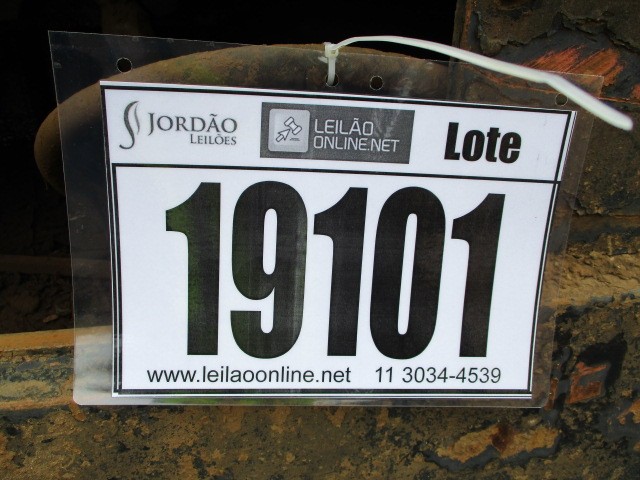 JORDÃO
LEILÕES
LEILÃO
ONLINE.NET
Lote
19101
www.leilaoonline.net 11 3034-4539